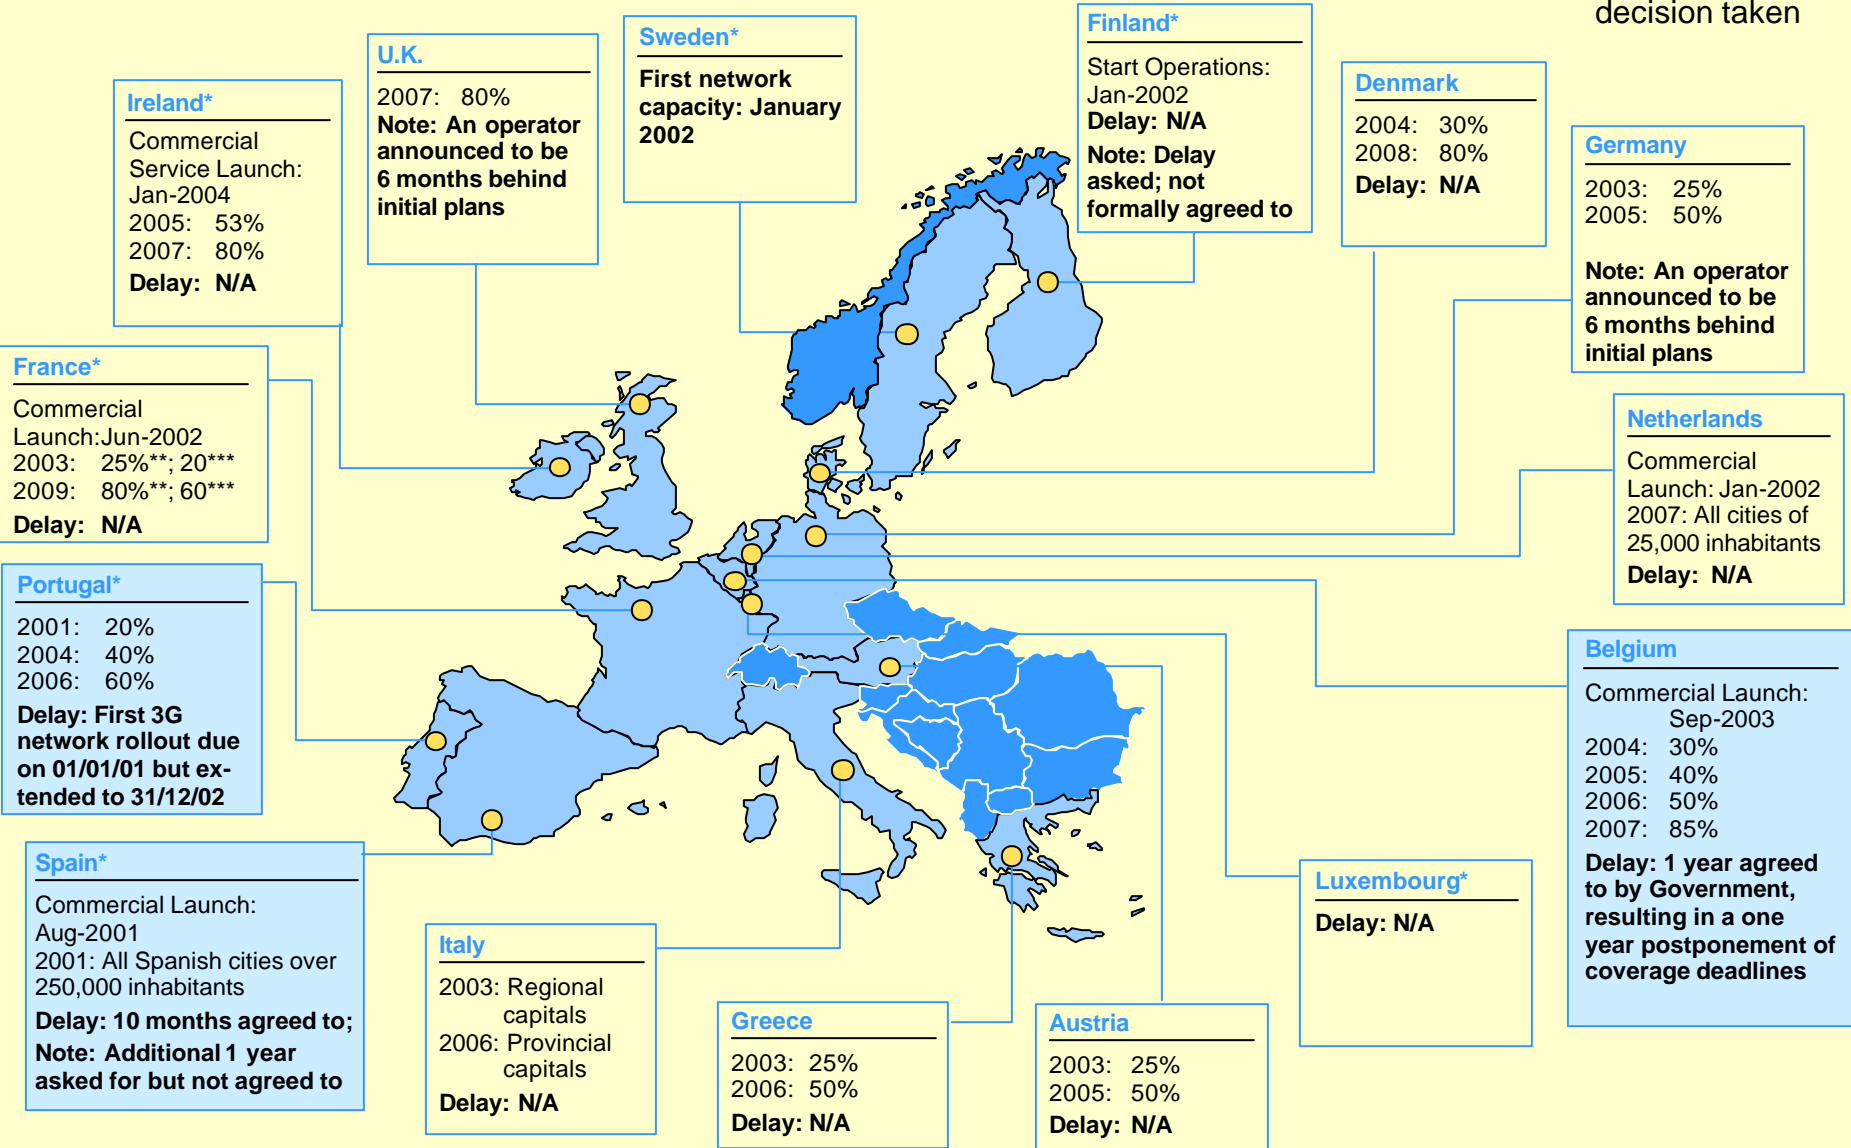 decision taken
Ireland*
Commercial
Service Launch:
Jan-2004
2005: 53%
2007: 80%
Delay: N/A
U.K.
2007: 80%
Note: An operator
announced to be
6 months behind
initial plans
Sweden*
First network
capacity: January
2002
Finland*
Start Operations:
Jan-2002
Delay: N/A
Note: Delay
asked; not
formally agreed to
Denmark
2004: 30%
2008: 80%
Delay: N/A
Germany
2003: 25%
2005: 50%
Note: An operator
announced to be
6 months behind
initial plans
France*
Commercial
Launch:Jun-2002
2003: 25%**; 20***
2009: 80%**; 60***
Delay: N/A
Netherlands
Commercial
Launch: Jan-2002
2007: All cities of
25,000 inhabitants
Delay: N/A
Portugal*
2001: 20%
2004: 40%
2006: 60%
Delay: First 3G
network rollout due
on 01/01/01 but ex-
tended to 31/12/02
Belgium
Commercial Launch:
Sep-2003
2004: 30%
2005: 40%
2006: 50%
2007: 85%
Delay: 1 year agreed
to by Government,
resulting in a one
year postponement of
coverage deadlines
Spain*
Commercial Launch:
Aug-2001
2001: All Spanish cities over
250,000 inhabitants
Delay: 10 months agreed to;
Note: Additional 1 year
asked for but not agreed to
Italy
2003: Regional
capitals
2006: Provincial
capitals
Delay: N/A
Greece
2003: 25%
2006: 50%
Delay: N/A
Austria
2003: 25%
2005: 50%
Delay: N/A
Luxembourg*
Delay: N/A